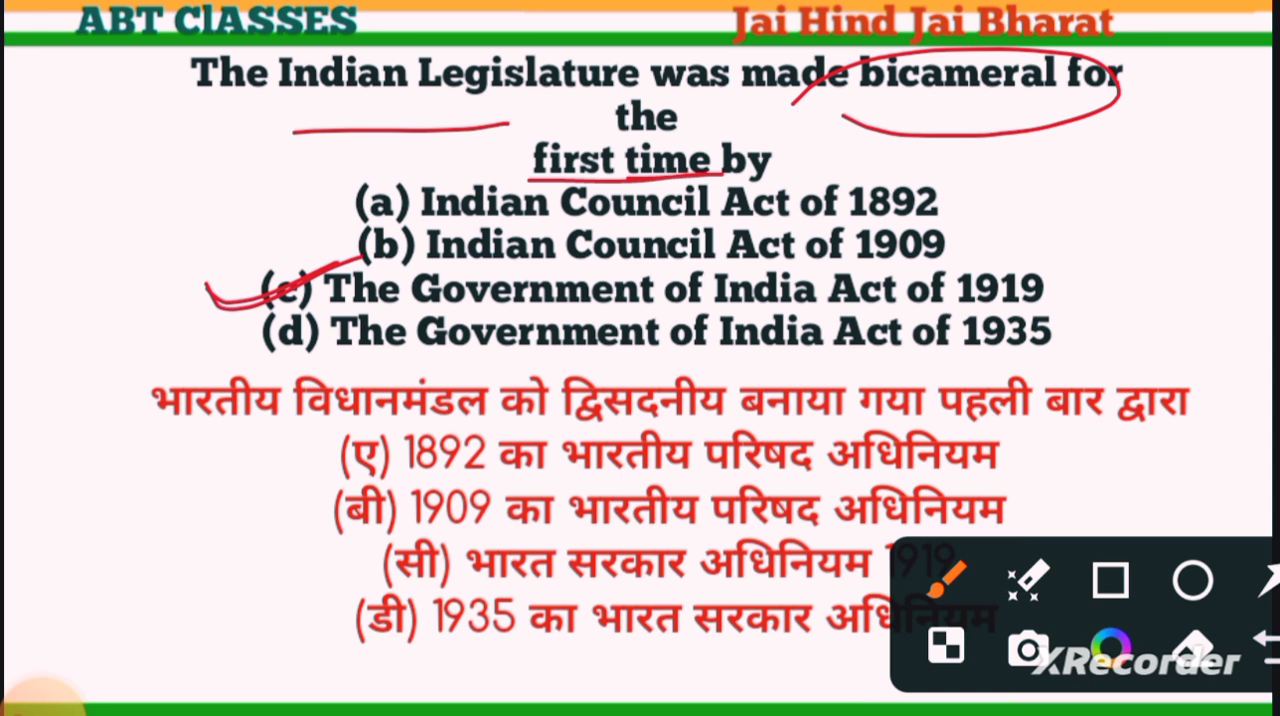 ABT ClASSES
Jai Hind Jai Bharat
The Indian Legislature was made bicameral for
the
first time by
(a) Indian Council Act of 1892
(b) Indian Council Act of 1909
(c) The Government of India Act of 1919
(d) The Government of India Act of 1935
भारतीय विधानमंडल को द्विसदनीय बनाया गया पहली बार द्वारा
(ए) 1892 का भारतीय परिषद अधिनियम
(बी) 1909 का भारतीय परिषद अधिनियम
(सी) भारत सरकार अधिनियम 1919
(डी) 1935 का भारत सरकार अधिनियम
XRecorder